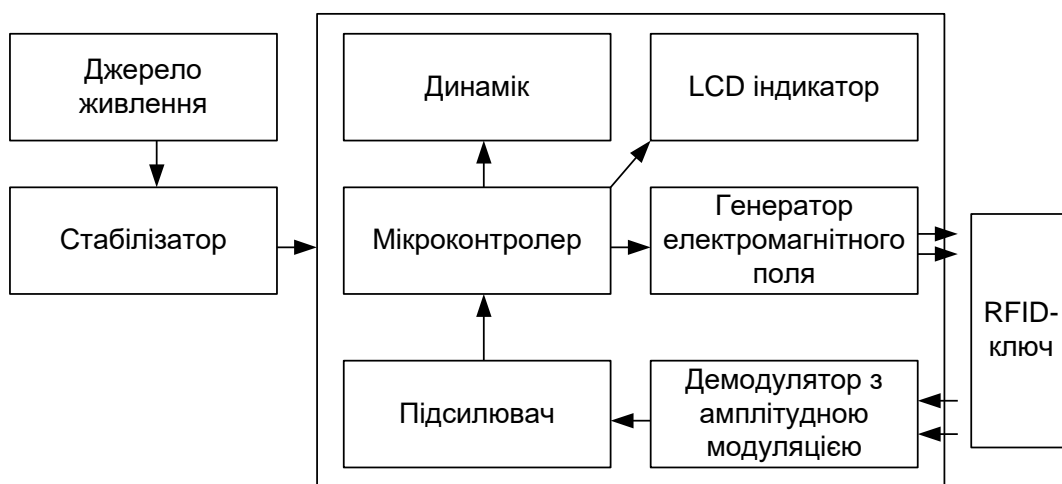 Джерело
живлення
Динамік
LCD індикатор
Стабілізатор
Мікроконтролер
Генератор
електромагнітного
поля
RFID-
ключ
Підсилювач
Демодулятор з
амплітудною
модуляцією